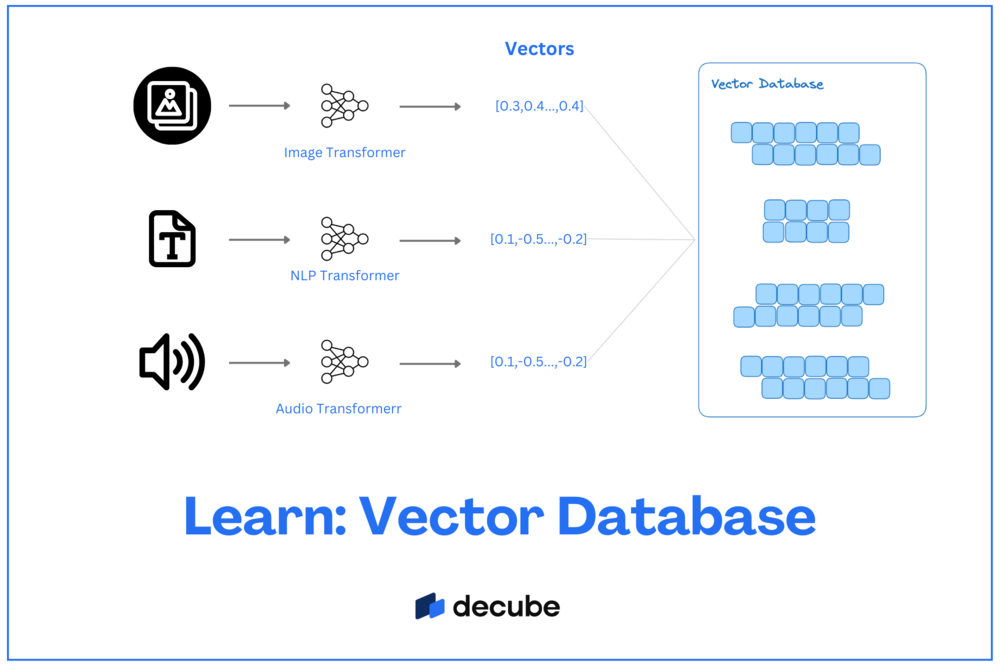 Vectors
Vector Database
[0.3,0.4...,0.4]
Image Transformer
T
[0.1,-0.5...,-0.2]
NLP Transformer
[0.1,-0.5...,-0.2]
Audio Transformerr
Learn: Vector Database
decube